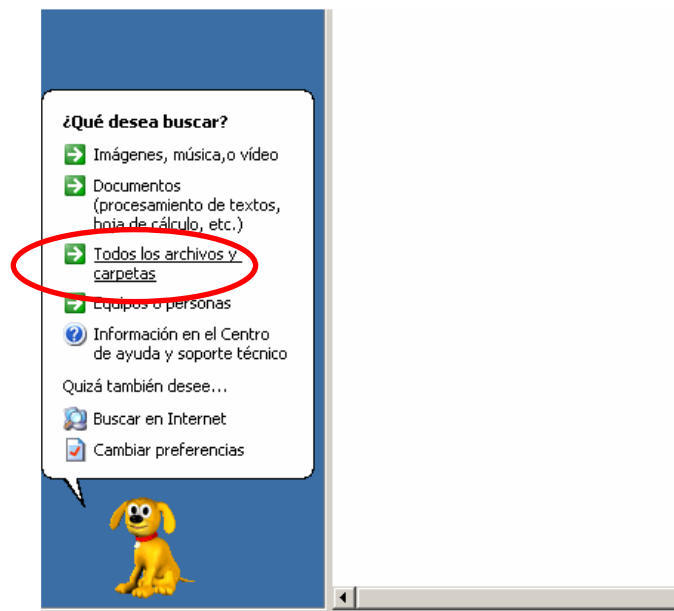 ¿Qué desea buscar?
Imágenes, música,o vídeo
Documentos
(procesamiento de textos,
hoja de cálculo, etc.)
Todos los archivos y
carpetas
Equipos o personas
Información en el Centro
de ayuda y soporte técnico
Quizá también desee...
Buscar en Internet
Cambiar preferencias